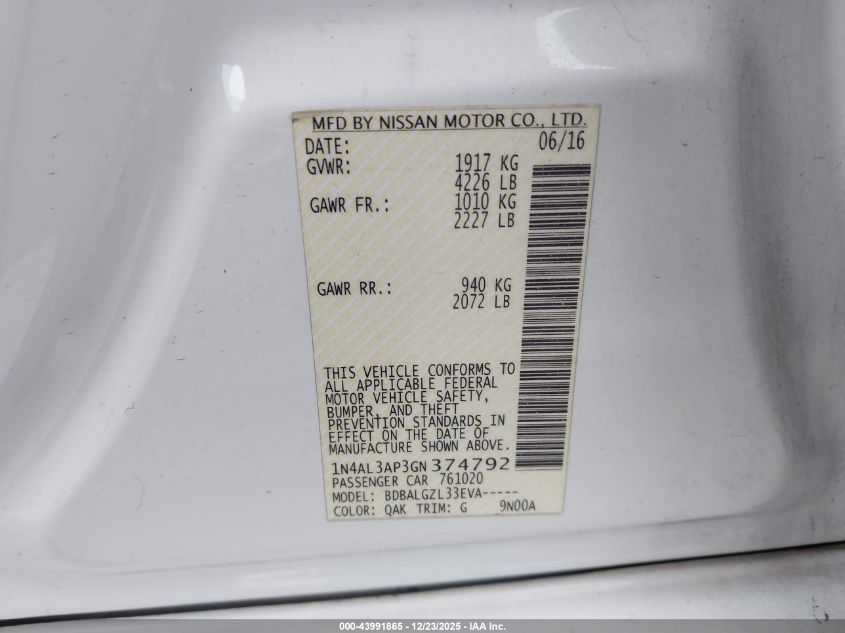 MFD BY NISSAN MOTOR CO., LTD.
DATE: 06/16
GVWR: 1917 KG
4226 LB
GAWR FR.: 1010 KG
2227 LB
GAWR RR.: 940 KG
2072 LB
THIS VEHICLE CONFORMS TO
ALL APPLICABLE FEDERAL
MOTOR VEHICLE SAFETY,
BUMPER, AND THEFT
PREVENTION STANDARDS IN
EFFECT ON THE DATE OF
MANUFACTURE SHOWN ABOVE.
1N4AL3AP3GN374792
PASSENGER CAR 761020
MODEL: BDBALGZL33EVA-----
COLOR: QAK TRIM: G 9N00A
000-43991865 - 12/23/2025 - IAA Inc.